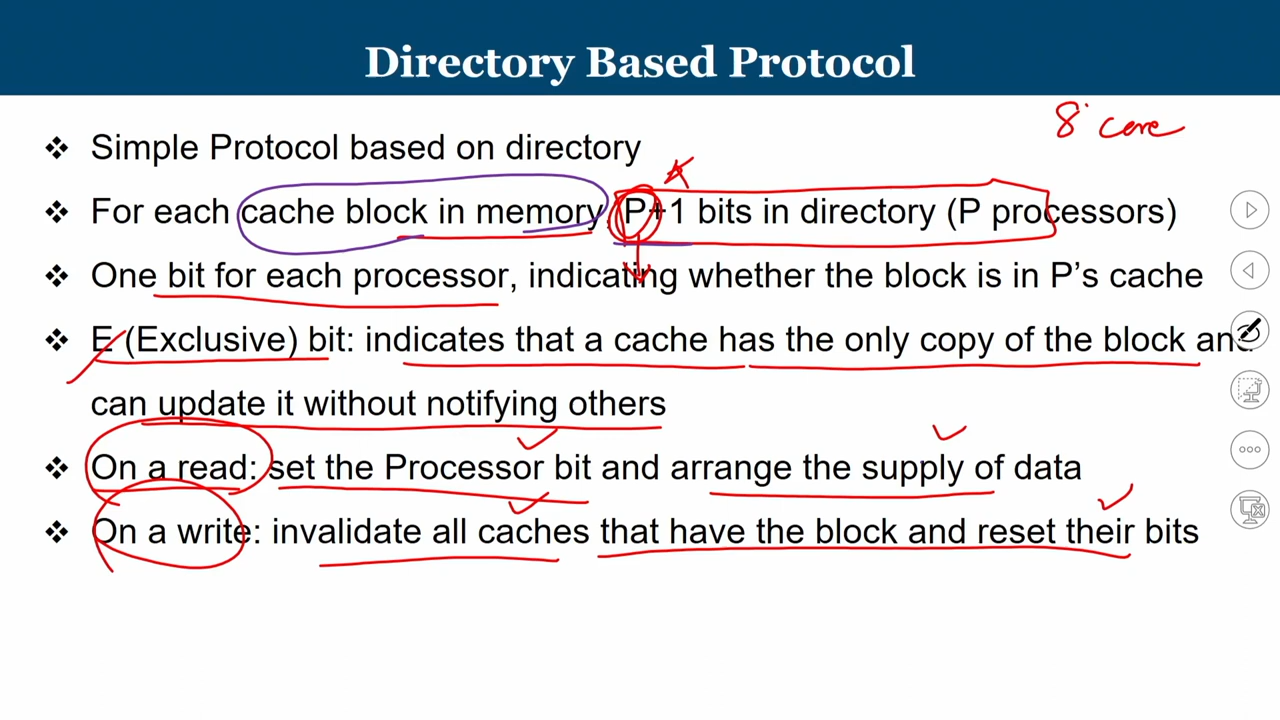 Directory Based Protocol
8 core
❖ Simple Protocol based on directory
❖ For each cache block in memory, P+1 bits in directory (P processors)
❖ One bit for each processor, indicating whether the block is in P's cache
❖ E (Exclusive) bit: indicates that a cache has the only copy of the block and
can update it without notifying others
❖ On a read: set the Processor bit and arrange the supply of data
❖ On a write: invalidate all caches that have the block and reset their bits